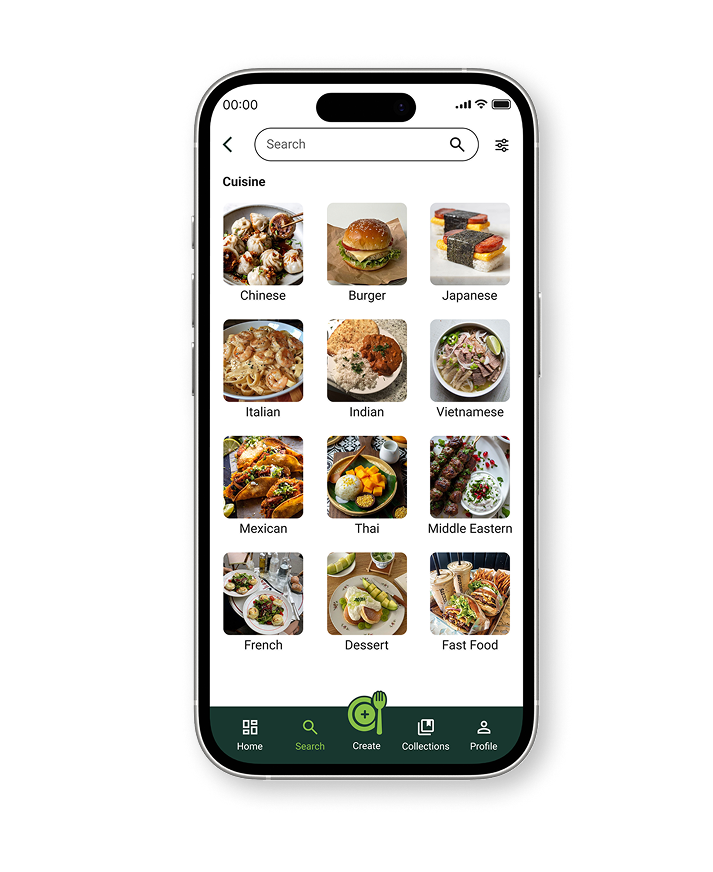 00:00
Search
Cuisine
Chinese Burger Japanese
Italian Indian Vietnamese
Mexican Thai Middle Eastern
French Dessert Fast Food
Home Search Create Collections Profile